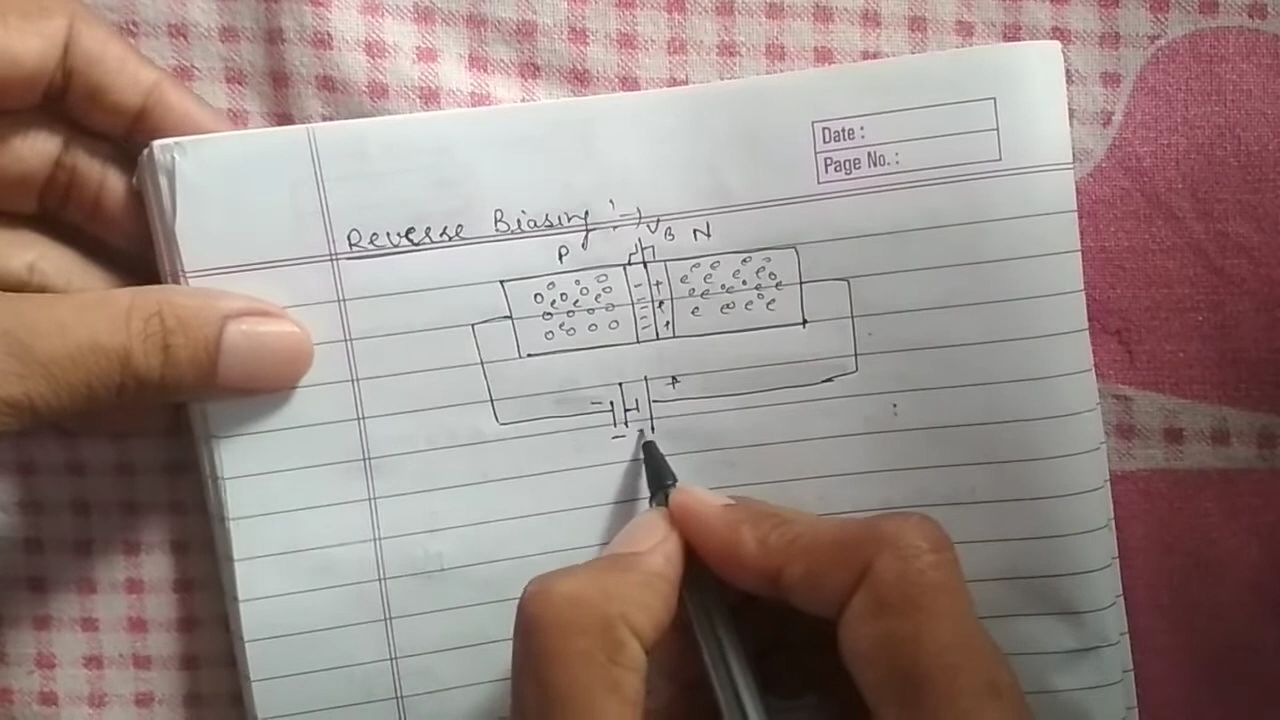 Date :
Page No. :
Reverse Biasing :→
P VB N
- +
- +
- +
- +
- +
-